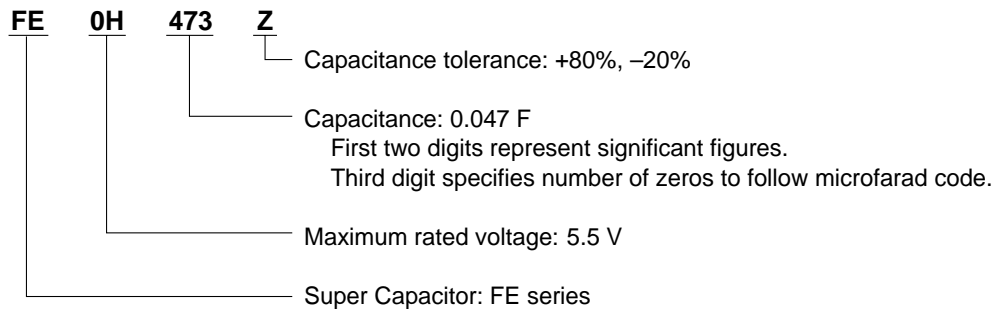 FE 0H 473 Z
Capacitance tolerance: +80%, –20%
Capacitance: 0.047 F
First two digits represent significant figures.
Third digit specifies number of zeros to follow microfarad code.
Maximum rated voltage: 5.5 V
Super Capacitor: FE series